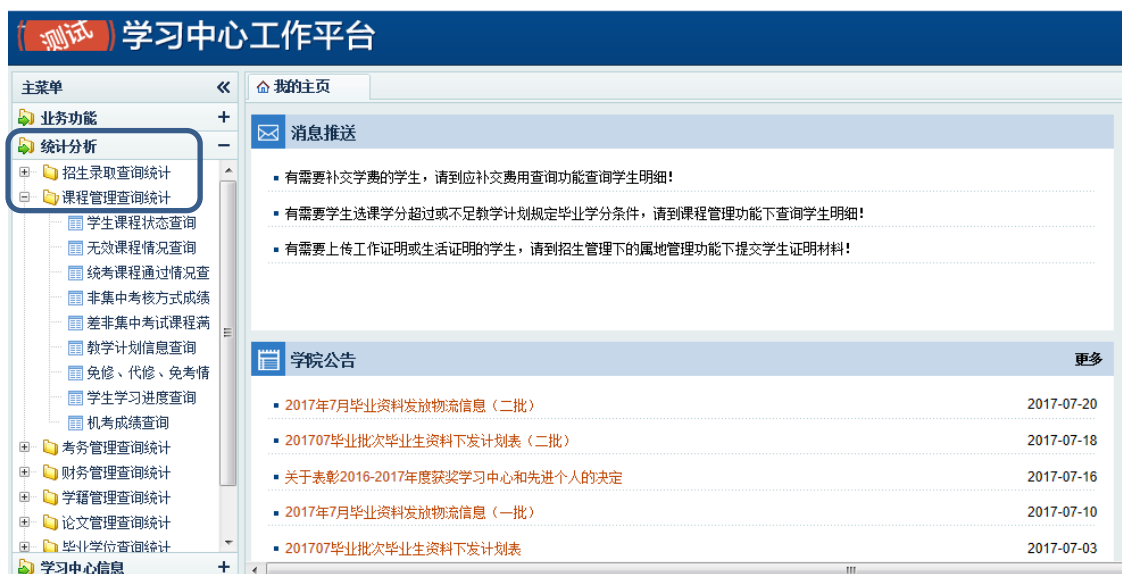 测试 学习中心工作平台
主菜单
业务功能
统计分析
招生录取查询统计
课程管理查询统计
学生课程状态查询
无效课程情况查询
统考课程通过情况查
非集中考核方式成绩
差非集中考试课程满
教学计划信息查询
免修、代修、免考情
学生学习进度查询
机考成绩查询
考务管理查询统计
财务管理查询统计
学籍管理查询统计
论文管理查询统计
毕业学位查询统计
学习中心信息
我的主页
消息推送
有需要补交学费的学生，请到应补交费用查询功能查询学生明细！
有需要学生选课学分超过或不足教学计划规定毕业学分条件，请到课程管理功能下查询学生明细！
有需要上传工作证明或生活证明的学生，请到招生管理下的属地管理功能下提交学生证明材料！
学院公告 更多
2017年7月毕业资料发放物流信息（二批） 2017-07-20
201707毕业批次毕业生资料下发计划表（二批） 2017-07-18
关于表彰2016-2017年度获奖学习中心和先进个人的决定 2017-07-16
2017年7月毕业资料发放物流信息（一批） 2017-07-10
201707毕业批次毕业生资料下发计划表 2017-07-03